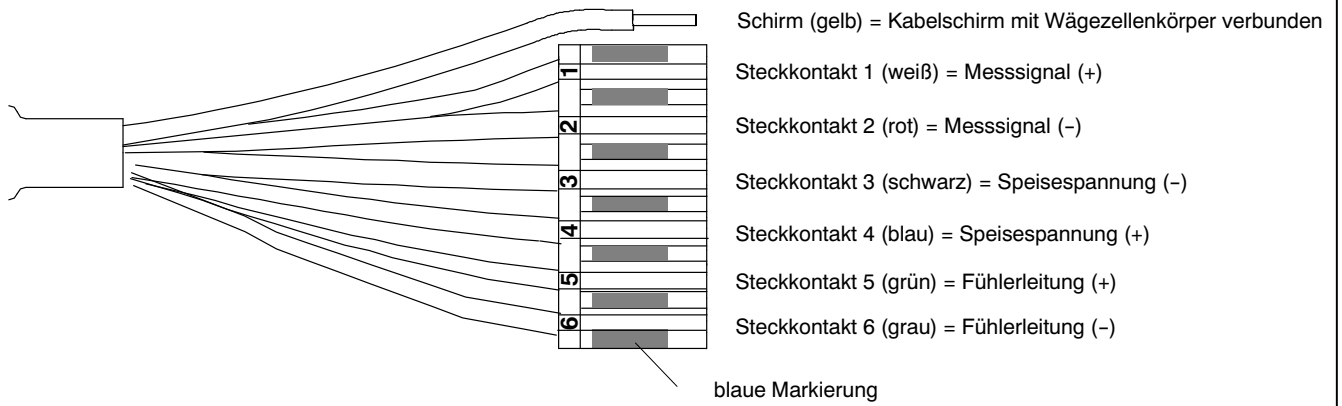 Schirm (gelb) = Kabelschirm mit Wägezellenkörper verbunden
1
Steckkontakt 1 (weiß) = Messsignal (+)
2
Steckkontakt 2 (rot) = Messsignal (−)
3
Steckkontakt 3 (schwarz) = Speisespannung (−)
4
Steckkontakt 4 (blau) = Speisespannung (+)
5
Steckkontakt 5 (grün) = Fühlerleitung (+)
6
Steckkontakt 6 (grau) = Fühlerleitung (−)
blaue Markierung